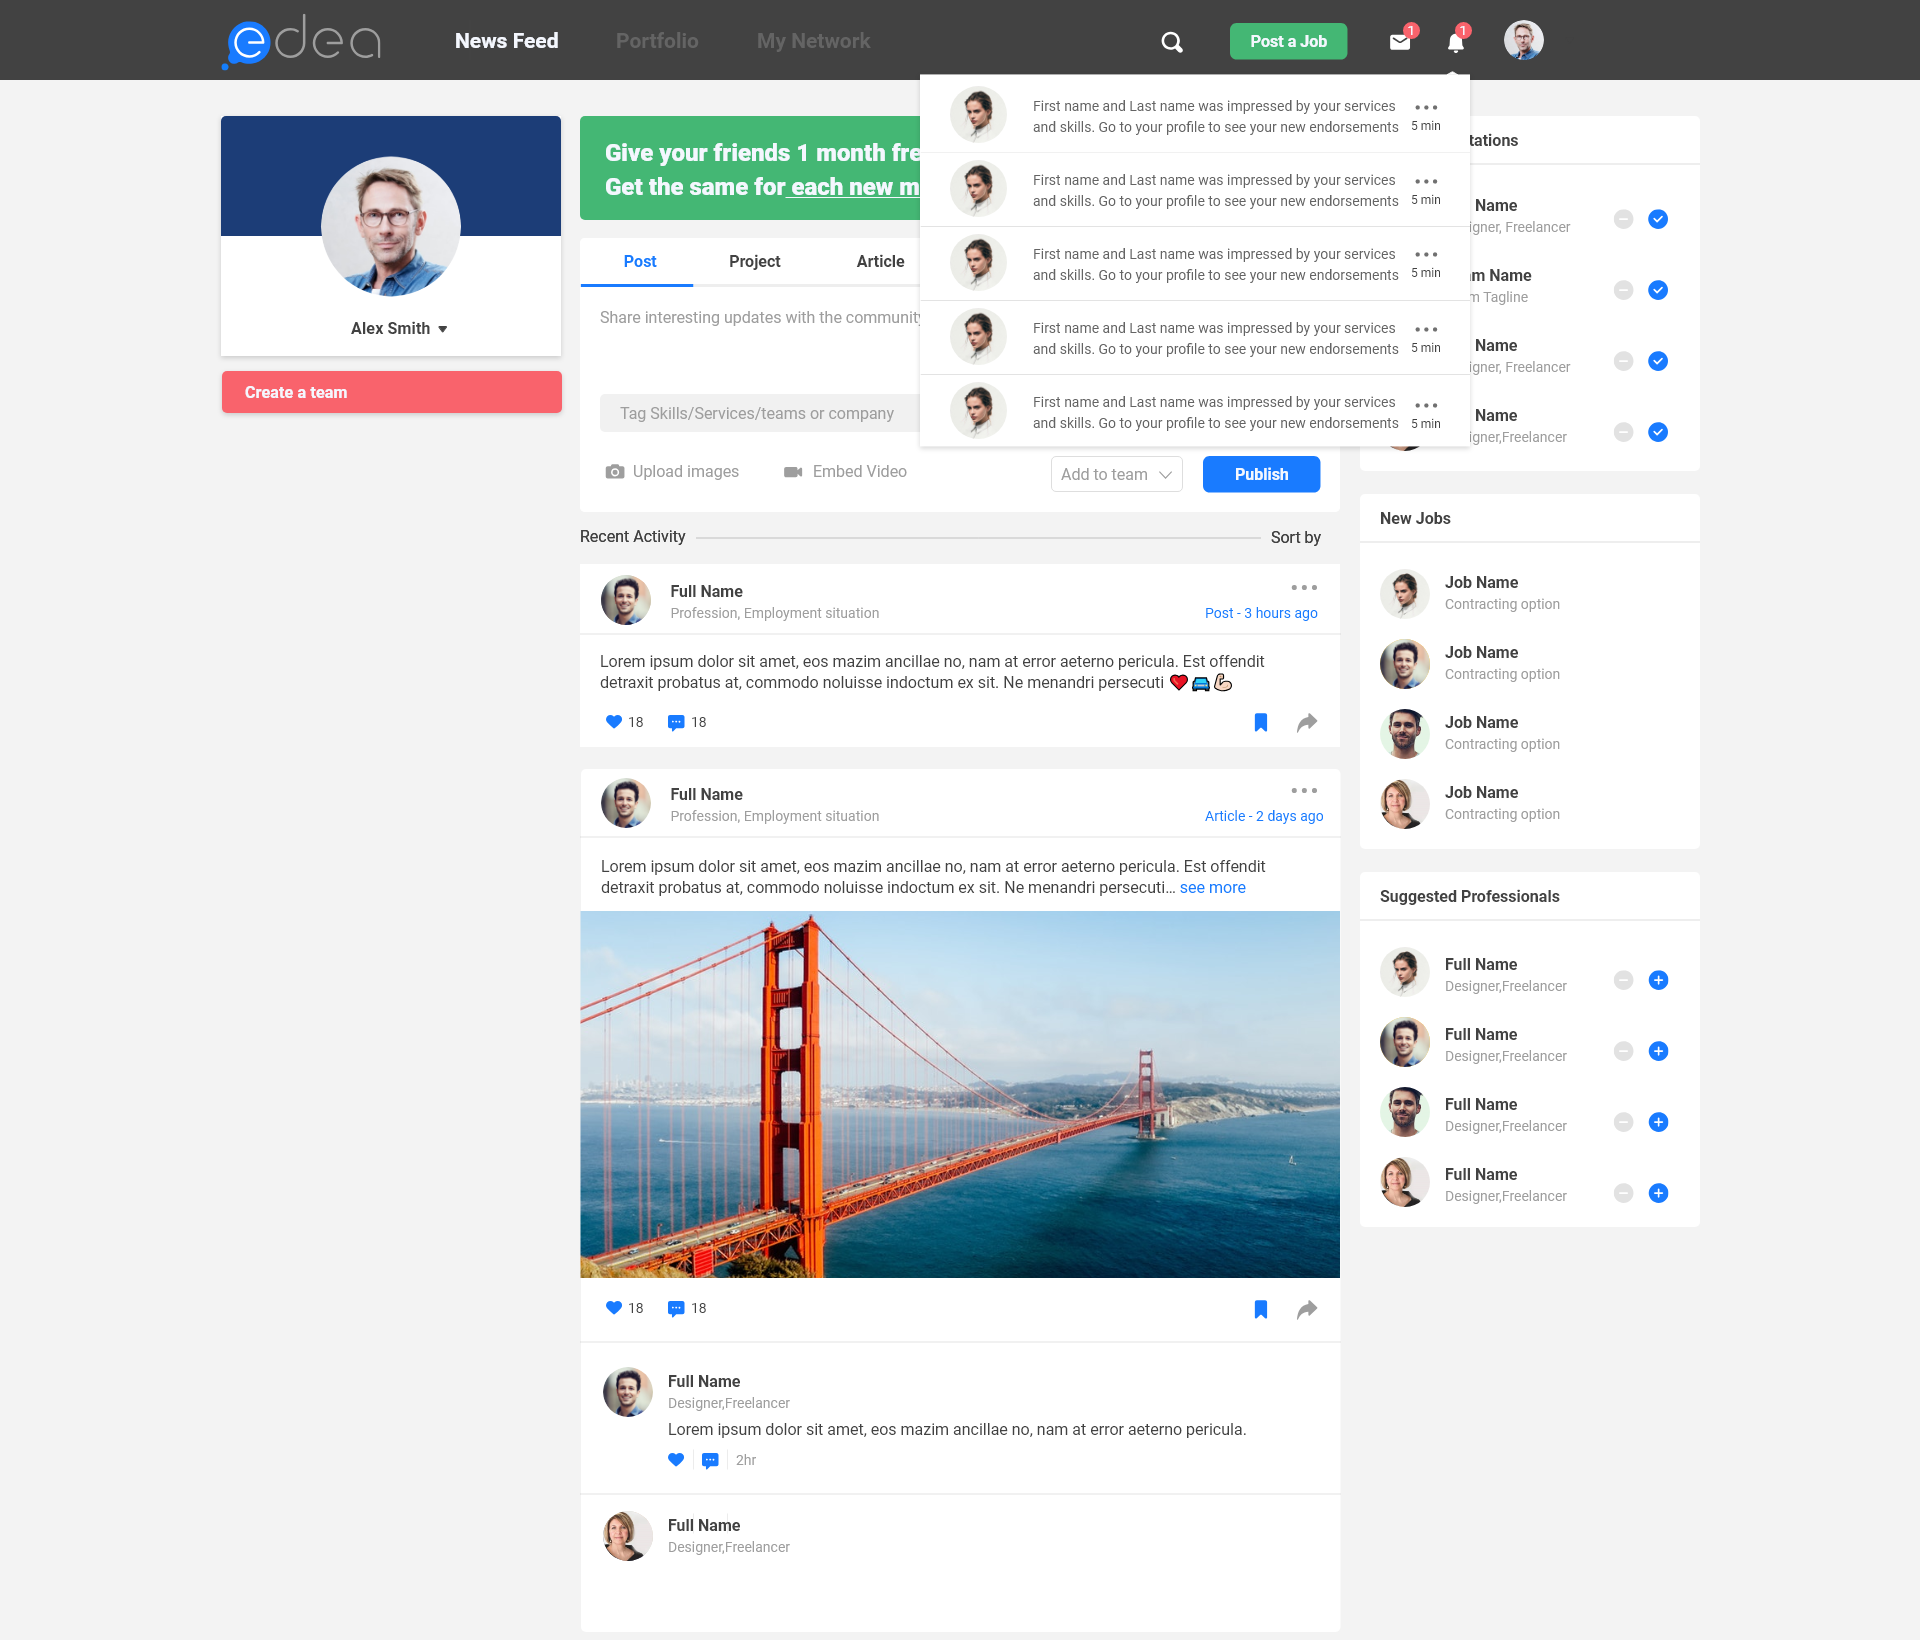 edea
News Feed
Portfolio
My Network
Post a Job
1
1
First name and Last name was impressed by your services
and skills. Go to your profile to see your new endorsements
5 min
First name and Last name was impressed by your services
and skills. Go to your profile to see your new endorsements
5 min
First name and Last name was impressed by your services
and skills. Go to your profile to see your new endorsements
5 min
First name and Last name was impressed by your services
and skills. Go to your profile to see your new endorsements
5 min
First name and Last name was impressed by your services
and skills. Go to your profile to see your new endorsements
5 min
Alex Smith
Create a team
Give your friends 1 month fre
Get the same for each new m
Post
Project
Article
Share interesting updates with the community
Tag Skills/Services/teams or company
Upload images
Embed Video
Add to team
Publish
Recent Activity
Sort by
Full Name
Profession, Employment situation
Post - 3 hours ago
Lorem ipsum dolor sit amet, eos mazim ancillae no, nam at error aeterno pericula. Est offendit
detraxit probatus at, commodo noluisse indoctum ex sit. Ne menandri persecuti ❤️🚘💪🏻
18
18
Full Name
Profession, Employment situation
Article - 2 days ago
Lorem ipsum dolor sit amet, eos mazim ancillae no, nam at error aeterno pericula. Est offendit
detraxit probatus at, commodo noluisse indoctum ex sit. Ne menandri persecuti... see more
18
18
Full Name
Designer,Freelancer
Lorem ipsum dolor sit amet, eos mazim ancillae no, nam at error aeterno pericula.
2hr
Full Name
Designer,Freelancer
tations
Name
igner, Freelancer
m Name
m Tagline
Name
igner, Freelancer
Name
igner,Freelancer
New Jobs
Job Name
Contracting option
Job Name
Contracting option
Job Name
Contracting option
Job Name
Contracting option
Suggested Professionals
Full Name
Designer,Freelancer
Full Name
Designer,Freelancer
Full Name
Designer,Freelancer
Full Name
Designer,Freelancer